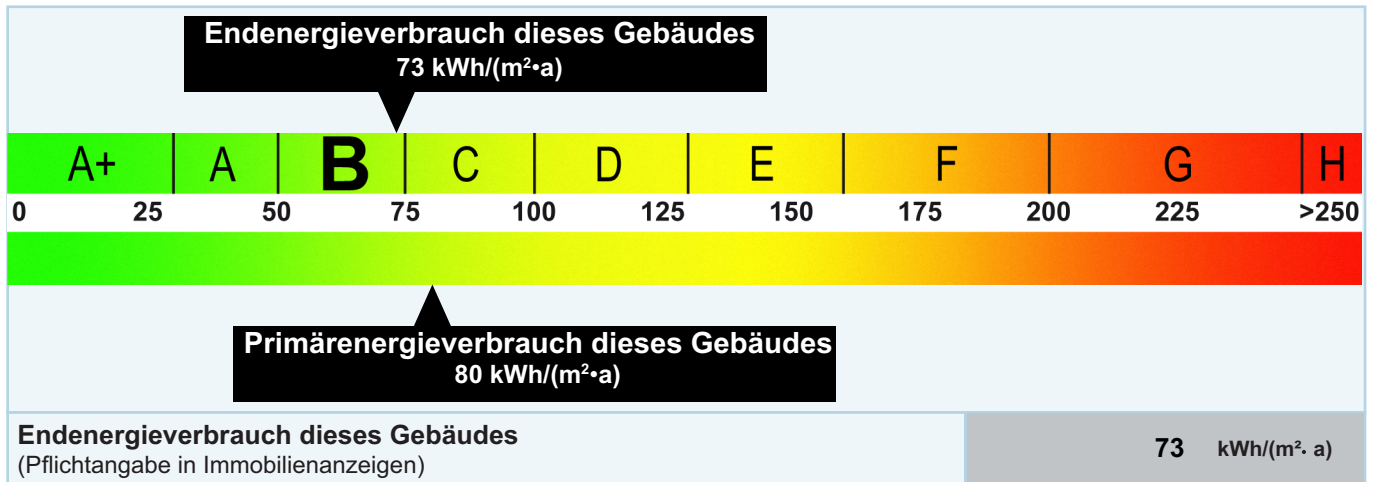 Endenergieverbrauch dieses Gebäudes
73 kWh/(m²•a)
A+ A B C D E F G H
0 25 50 75 100 125 150 175 200 225 >250
Primärenergieverbrauch dieses Gebäudes
80 kWh/(m²•a)
Endenergieverbrauch dieses Gebäudes
(Pflichtangabe in Immobilienanzeigen)
73 kWh/(m²· a)